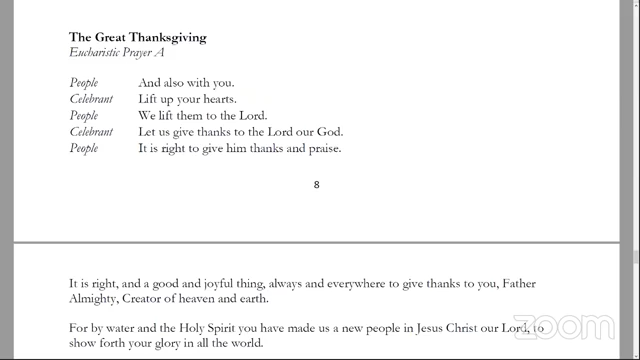 The Great Thanksgiving
Eucharistic Prayer A
People And also with you.
Celebrant Lift up your hearts.
People We lift them to the Lord.
Celebrant Let us give thanks to the Lord our God.
People It is right to give him thanks and praise.
8
It is right, and a good and joyful thing, always and everywhere to give thanks to you, Father
Almighty, Creator of heaven and earth.
For by water and the Holy Spirit you have made us a new people in Jesus Christ our Lord, to
show forth your glory in all the world.
zoom